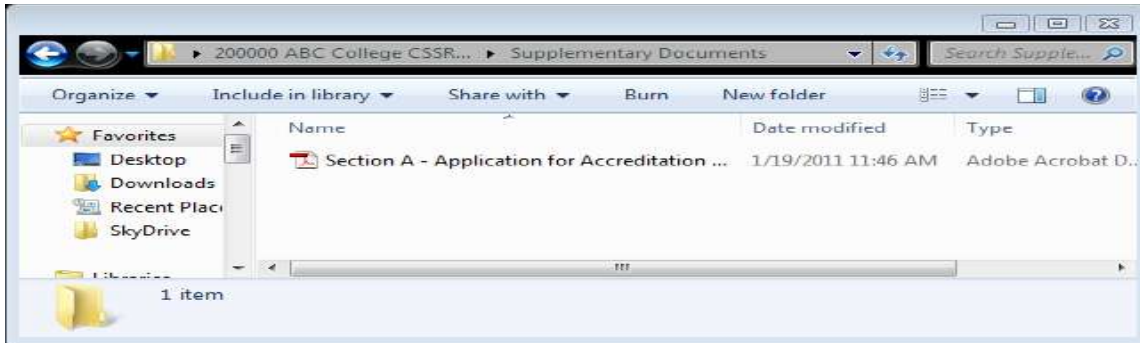 200000 ABC College CSSR... Supplementary Documents Search Supple...
Organize Include in library Share with Burn New folder
Favorites
Desktop
Downloads
Recent Plac
SkyDrive
Libraries
Name Date modified Type
Section A - Application for Accreditation ... 1/19/2011 11:46 AM Adobe Acrobat D...
1 item